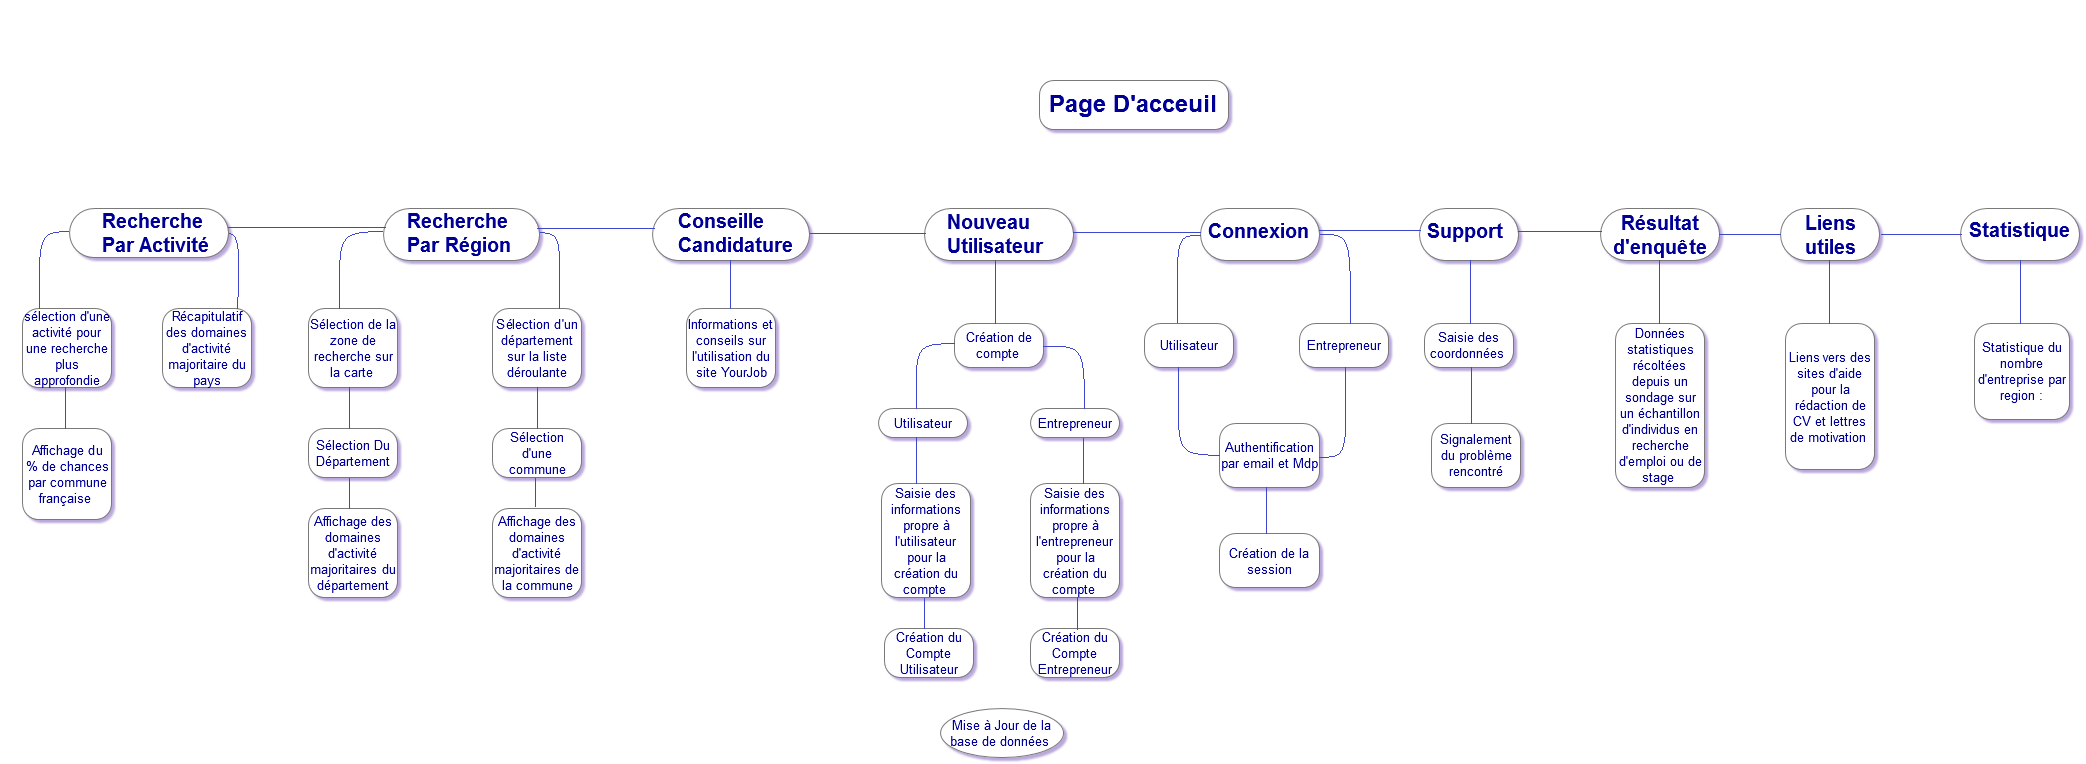 Page D'acceuil
Recherche
Par Activité
Recherche
Par Région
Conseille
Candidature
Nouveau
Utilisateur
Connexion
Support
Résultat
d'enquête
Liens
utiles
Statistique
sélection d'une
activité pour
une recherche
plus
approfondie
Récapitulatif
des domaines
d'activité
majoritaire du
pays
Sélection de la
zone de
recherche sur
la carte
Sélection d'un
département
sur la liste
déroulante
Informations et
conseils sur
l'utilisation du
site YourJob
Création de
compte
Utilisateur
Entrepreneur
Saisie des
coordonnées
Données
statistiques
récoltées
depuis un
sondage sur
un échantillon
d'individus en
recherche
d'emploi ou de
stage
Liens vers des
sites d'aide
pour la
rédaction de
CV et lettres
de motivation
Statistique du
nombre
d'entreprise par
region :
Affichage du
% de chances
par commune
française
Sélection Du
Département
Sélection
d'une
commune
Utilisateur
Entrepreneur
Authentification
par email et Mdp
Signalement
du problème
rencontré
Affichage des
domaines
d'activité
majoritaires du
département
Affichage des
domaines
d'activité
majoritaires de
la commune
Saisie des
informations
propre à
l'utilisateur
pour la
création du
compte
Saisie des
informations
propre à
l'entrepreneur
pour la
création du
compte
Création de la
session
Création du
Compte
Utilisateur
Création du
Compte
Entrepreneur
Mise à Jour de la
base de données